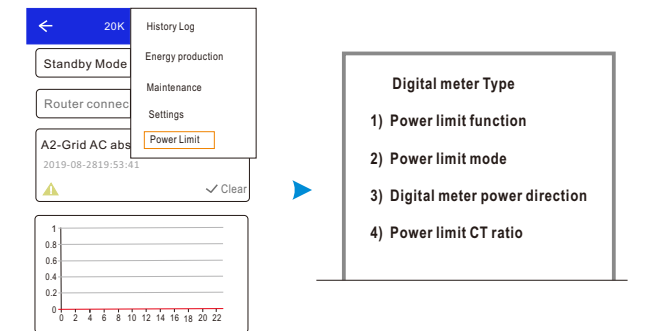 20K
Standby Mode
Router connec
A2-Grid AC abs
2019-08-2819:53:41
Clear
History Log
Energy production
Maintenance
Settings
Power Limit
1
0.8
0.6
0.4
0.2
0
0 2 4 6 8 10 12 14 16 18 20 22
Digital meter Type
1) Power limit function
2) Power limit mode
3) Digital meter power direction
4) Power limit CT ratio